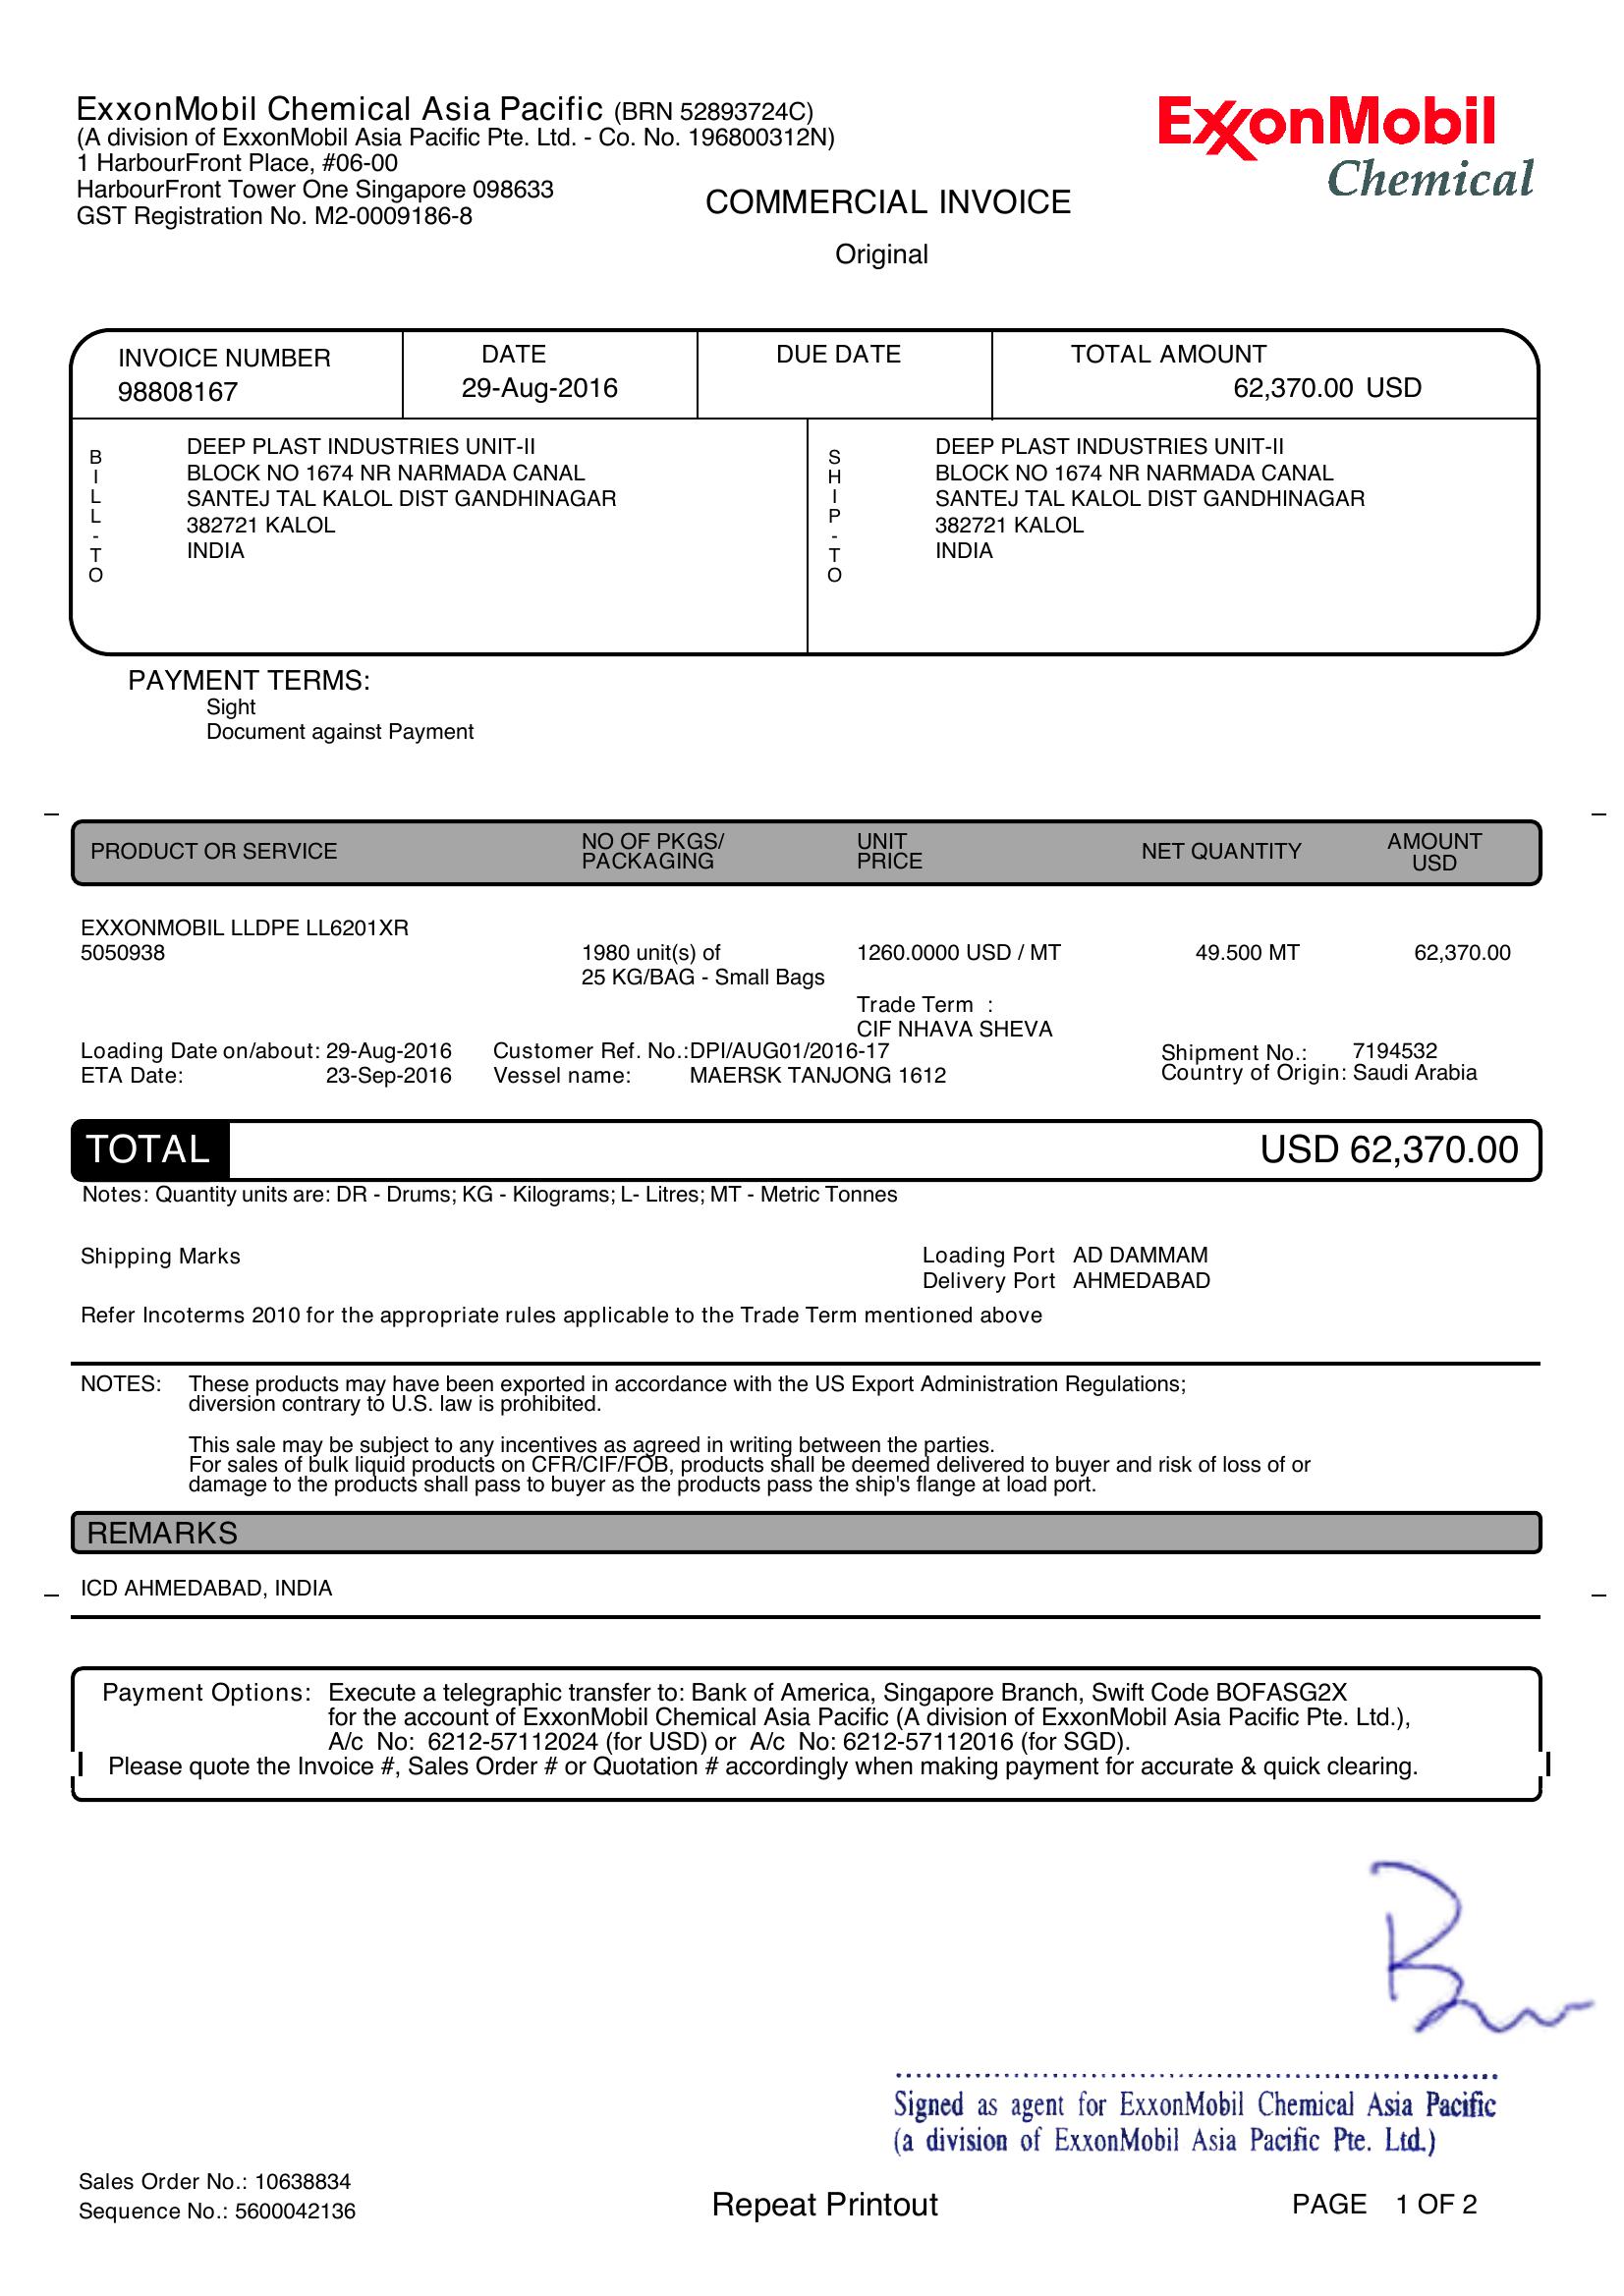 ExxonMobil Chemical Asia Pacific (BRN 52893724C)
(A division of ExxonMobil Asia Pacific Pte. Ltd. - Co. No. 196800312N)
1 HarbourFront Place, #06-00
HarbourFront Tower One Singapore 098633
GST Registration No. M2-0009186-8
ExxonMobil
Chemical
COMMERCIAL INVOICE
Original
INVOICE NUMBER DATE DUE DATE TOTAL AMOUNT
98808167 29-Aug-2016 62,370.00 USD
BILL-TO
DEEP PLAST INDUSTRIES UNIT-II
BLOCK NO 1674 NR NARMADA CANAL
SANTEJ TAL KALOL DIST GANDHINAGAR
382721 KALOL
INDIA
SHIP-TO
DEEP PLAST INDUSTRIES UNIT-II
BLOCK NO 1674 NR NARMADA CANAL
SANTEJ TAL KALOL DIST GANDHINAGAR
382721 KALOL
INDIA
PAYMENT TERMS:
Sight
Document against Payment
PRODUCT OR SERVICE NO OF PKGS/ PACKAGING UNIT PRICE NET QUANTITY AMOUNT USD
EXXONMOBIL LLDPE LL6201XR
5050938 1980 unit(s) of 1260.0000 USD / MT 49.500 MT 62,370.00
25 KG/BAG - Small Bags
Trade Term :
CIF NHAVA SHEVA
Loading Date on/about: 29-Aug-2016 Customer Ref. No.:DPI/AUG01/2016-17 Shipment No.: 7194532
ETA Date: 23-Sep-2016 Vessel name: MAERSK TANJONG 1612 Country of Origin: Saudi Arabia
TOTAL USD 62,370.00
Notes: Quantity units are: DR - Drums; KG - Kilograms; L- Litres; MT - Metric Tonnes
Shipping Marks Loading Port AD DAMMAM
Delivery Port AHMEDABAD
Refer Incoterms 2010 for the appropriate rules applicable to the Trade Term mentioned above
NOTES: These products may have been exported in accordance with the US Export Administration Regulations;
diversion contrary to U.S. law is prohibited.
This sale may be subject to any incentives as agreed in writing between the parties.
For sales of bulk liquid products on CFR/CIF/FOB, products shall be deemed delivered to buyer and risk of loss of or
damage to the products shall pass to buyer as the products pass the ship's flange at load port.
REMARKS
ICD AHMEDABAD, INDIA
Payment Options: Execute a telegraphic transfer to: Bank of America, Singapore Branch, Swift Code BOFASG2X
for the account of ExxonMobil Chemical Asia Pacific (A division of ExxonMobil Asia Pacific Pte. Ltd.),
A/c No: 6212-57112024 (for USD) or A/c No: 6212-57112016 (for SGD).
Please quote the Invoice #, Sales Order # or Quotation # accordingly when making payment for accurate & quick clearing.
Signed as agent for ExxonMobil Chemical Asia Pacific
(a division of ExxonMobil Asia Pacific Pte. Ltd.)
Sales Order No.: 10638834
Sequence No.: 5600042136
Repeat Printout
PAGE 1 OF 2